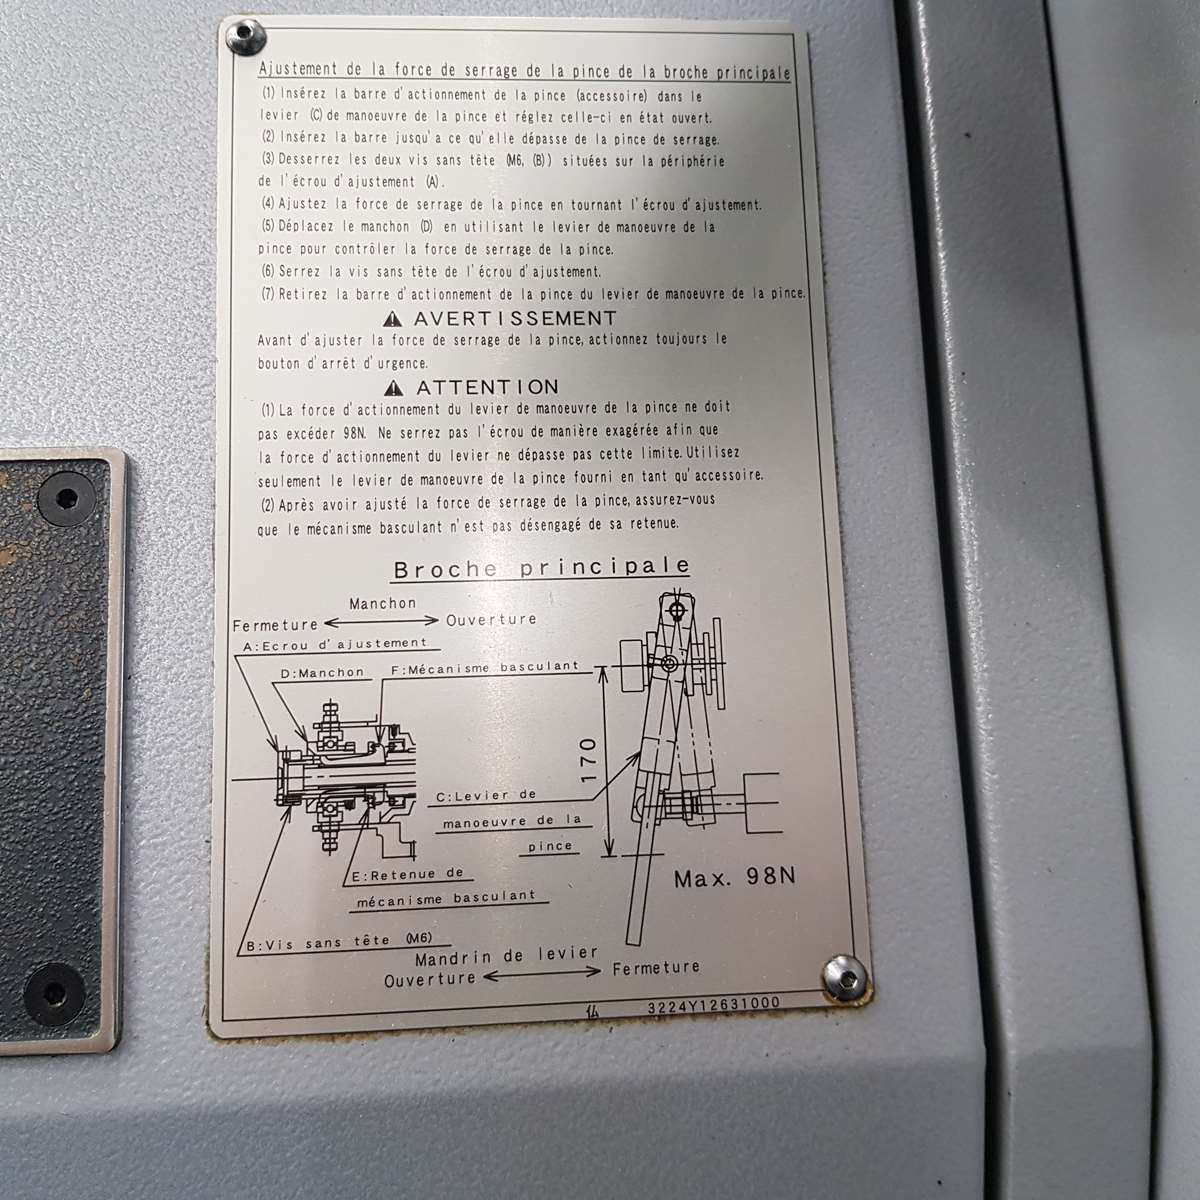 Ajustement de la force de serrage de la pince de la broche principale
(1) Insérez la barre d'actionnement de la pince (accessoire) dans le
levier (C) de manoeuvre de la pince et réglez celle-ci en état ouvert.
(2) Insérez la barre jusqu'a ce qu'elle dépasse de la pince de serrage.
(3) Desserrez les deux vis sans tête (M6, (B)) situées sur la périphérie
de l'écrou d'ajustement (A).
(4) Ajustez la force de serrage de la pince en tournant l'écrou d'ajustement.
(5) Déplacez le manchon (D) en utilisant le levier de manoeuvre de la
pince pour contrôler la force de serrage de la pince.
(6) Serrez la vis sans tête de l'écrou d'ajustement.
(7) Retirez la barre d'actionnement de la pince du levier de manoeuvre de la pince.
AVERTISSEMENT
Avant d'ajuster la force de serrage de la pince, actionnez toujours le
bouton d'arrêt d'urgence.
ATTENTION
(1) La force d'actionnement du levier de manoeuvre de la pince ne doit
pas excéder 98N. Ne serrez pas l'écrou de manière exagérée afin que
la force d'actionnement du levier ne dépasse pas cette limite. Utilisez
seulement le levier de manoeuvre de la pince fourni en tant qu'accessoire.
(2) Après avoir ajusté la force de serrage de la pince, assurez-vous
que le mécanisme basculant n'est pas désengagé de sa retenue.
Broche principale
Manchon
Fermeture Ouverture
A:Ecrou d'ajustement
D:Manchon
F:Mécanisme basculant
170
C:Levier de
manoeuvre de la
pince
E:Retenue de
mécanisme basculant
B:Vis sans tête (M6)
Max. 98N
Mandrin de levier
Ouverture Fermeture
14 3224Y12631000